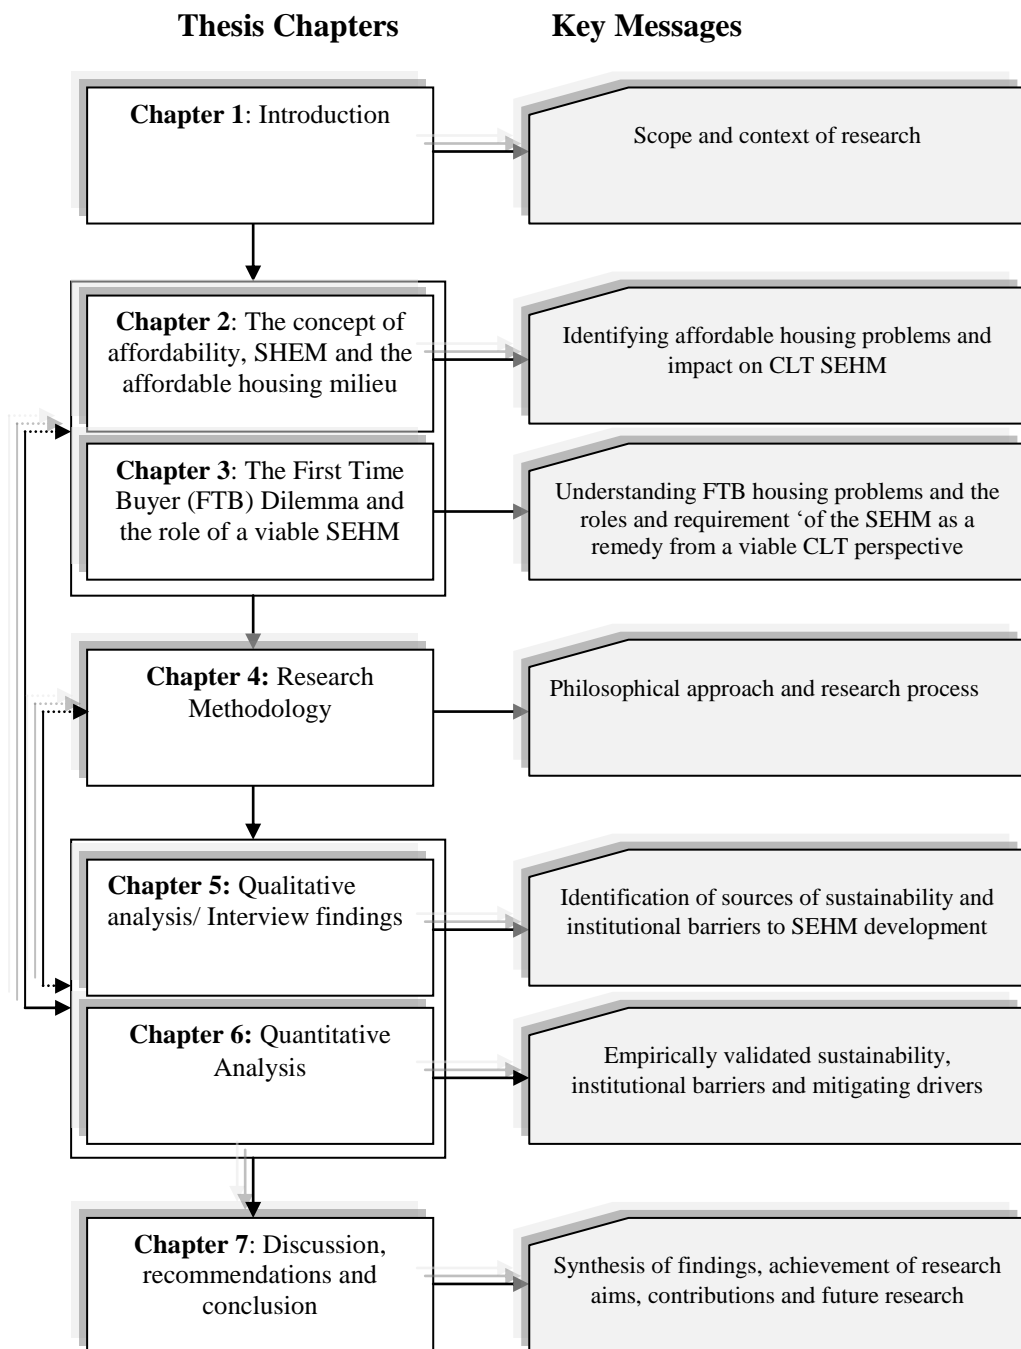 Thesis Chapters
Key Messages
Chapter 1: Introduction
Scope and context of research
Chapter 2: The concept of
affordability, SHEM and the
affordable housing milieu
Identifying affordable housing problems and
impact on CLT SEHM
Chapter 3: The First Time
Buyer (FTB) Dilemma and
the role of a viable SEHM
Understanding FTB housing problems and the
roles and requirement ‘of the SEHM as a
remedy from a viable CLT perspective
Chapter 4: Research
Methodology
Philosophical approach and research process
Chapter 5: Qualitative
analysis/ Interview findings
Identification of sources of sustainability and
institutional barriers to SEHM development
Chapter 6: Quantitative
Analysis
Empirically validated sustainability,
institutional barriers and mitigating drivers
Chapter 7: Discussion,
recommendations and
conclusion
Synthesis of findings, achievement of research
aims, contributions and future research